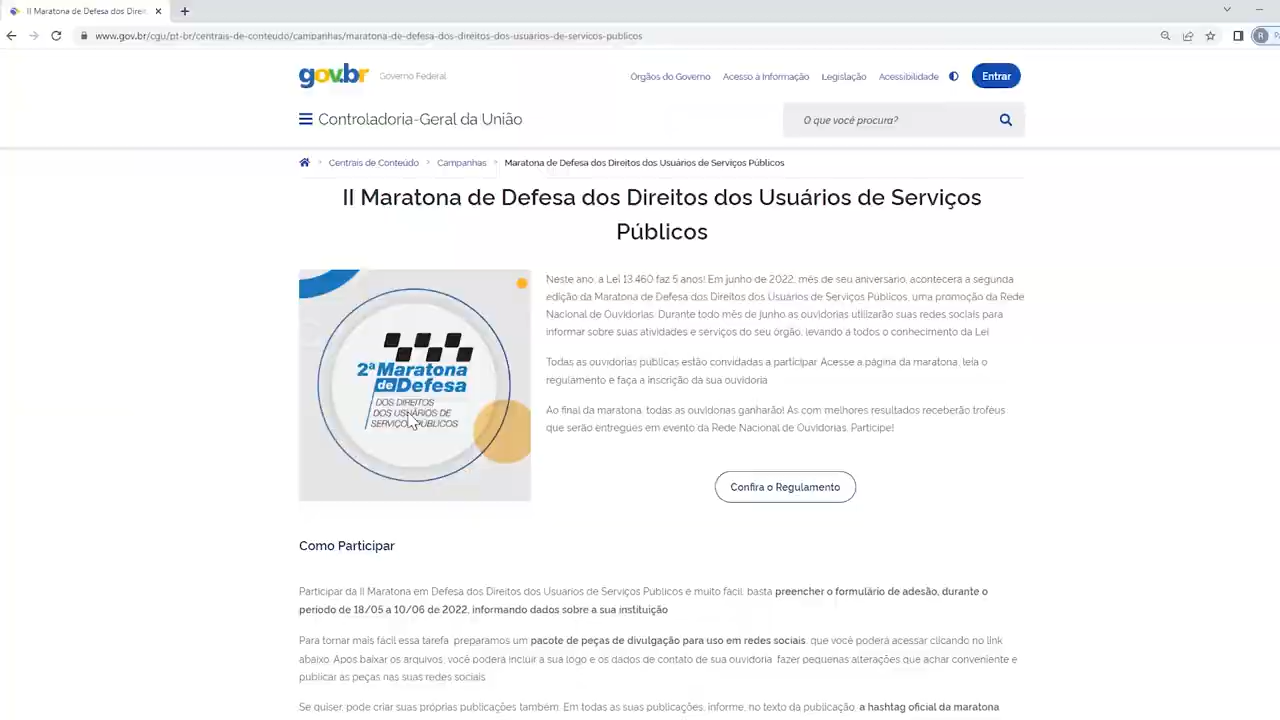 II Maratona de Defesa dos Direit
www.gov.br/cgu/pt-br/centrais-de-conteudo/campanhas/maratona-de-defesa-dos-direitos-dos-usuarios-de-servicos-publicos
R
gov.br Governo Federal
Órgãos do Governo Acesso à Informação Legislação Acessibilidade Entrar
Controladoria-Geral da União
O que você procura?
Centrais de Conteúdo Campanhas Maratona de Defesa dos Direitos dos Usuários de Serviços Públicos
II Maratona de Defesa dos Direitos dos Usuários de Serviços
Públicos
2ª Maratona
de Defesa
DOS DIREITOS
DOS USUÁRIOS DE
SERVIÇOS PÚBLICOS
Neste ano, a Lei 13.460 faz 5 anos! Em junho de 2022, mês de seu aniversário, acontecerá a segunda
edição da Maratona de Defesa dos Direitos dos Usuários de Serviços Públicos, uma promoção da Rede
Nacional de Ouvidorias. Durante todo mês de junho as ouvidorias utilizarão suas redes sociais para
informar sobre suas atividades e serviços do seu órgão, levando a todos o conhecimento da Lei
Todas as ouvidorias públicas estão convidadas a participar. Acesse a página da maratona, leia o
regulamento e faça a inscrição da sua ouvidoria
Ao final da maratona, todas as ouvidorias ganharão! As com melhores resultados receberão troféus
que serão entregues em evento da Rede Nacional de Ouvidorias. Participe!
Confira o Regulamento
Como Participar
Participar da II Maratona em Defesa dos Direitos dos Usuários de Serviços Públicos é muito fácil, basta preencher o formulário de adesão, durante o
período de 18/05 a 10/06 de 2022, informando dados sobre a sua instituição
Para tornar mais fácil essa tarefa, preparamos um pacote de peças de divulgação para uso em redes sociais, que você poderá acessar clicando no link
abaixo. Após baixar os arquivos, você poderá incluir a sua logo e os dados de contato de sua ouvidoria, fazer pequenas alterações que achar conveniente e
publicar as peças nas suas redes sociais
Se quiser, pode criar suas próprias publicações também. Em todas as suas publicações, informe, no texto da publicação, a hashtag oficial da maratona